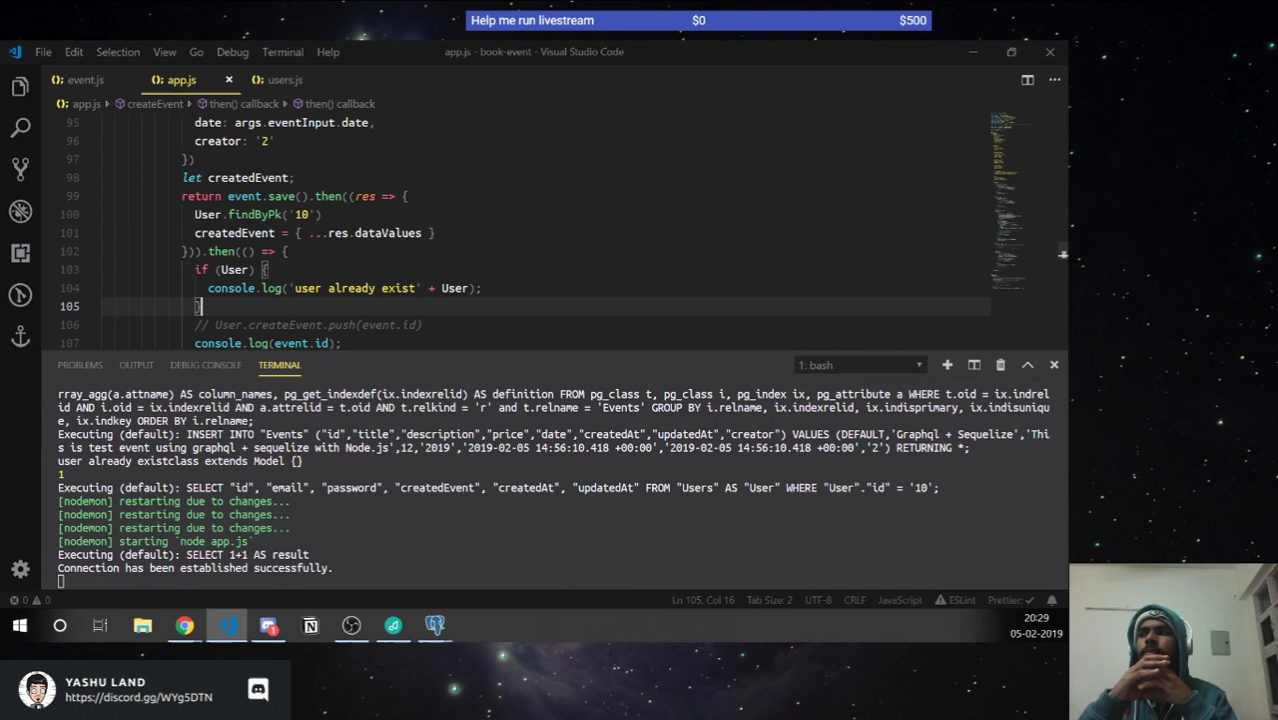 Help me run livestream $0 $500
File Edit Selection View Go Debug Terminal Help app.js - book-event - Visual Studio Code
event.js app.js × users.js
app.js createEvent then() callback then() callback
95 date: args.eventInput.date,
96 creator: '2'
97 })
98 let createdEvent;
99 return event.save().then((res => {
100 User.findByPk('10')
101 createdEvent = { ...res.dataValues }
102 })).then(() => {
103 if (User) {
104 console.log('user already exist' + User);
105 }
106 // User.createEvent.push(event.id)
107 console.log(event.id);
PROBLEMS OUTPUT DEBUG CONSOLE TERMINAL 1: bash
rray_agg(a.attname) AS column_names, pg_get_indexdef(ix.indexrelid) AS definition FROM pg_class t, pg_class i, pg_index ix, pg_attribute a WHERE t.oid = ix.indrel
id AND i.oid = ix.indexrelid AND a.attrelid = t.oid AND t.relkind = 'r' and t.relname = 'Events' GROUP BY i.relname, ix.indexrelid, ix.indisprimary, ix.indisuniqu
e, ix.indkey ORDER BY i.relname;
Executing (default): INSERT INTO "Events" ("id","title","description","price","date","createdAt","updatedAt","creator") VALUES (DEFAULT,'Graphql + Sequelize','Thi
s is test event using graphql + sequelize with Node.js',12,'2019','2019-02-05 14:56:10.418 +00:00','2019-02-05 14:56:10.418 +00:00','2') RETURNING *;
user already existclass extends Model {}
1
Executing (default): SELECT "id", "email", "password", "createdEvent", "createdAt", "updatedAt" FROM "Users" AS "User" WHERE "User"."id" = '10';
[nodemon] restarting due to changes...
[nodemon] restarting due to changes...
[nodemon] restarting due to changes...
[nodemon] starting `node app.js`
Executing (default): SELECT 1+1 AS result
Connection has been established successfully.
0 0 Ln 105, Col 16 Tab Size: 2 UTF-8 CRLF JavaScript ESLint Prettier: ✓
20:29
05-02-2019
YASHU LAND
https://discord.gg/WYg5DTN